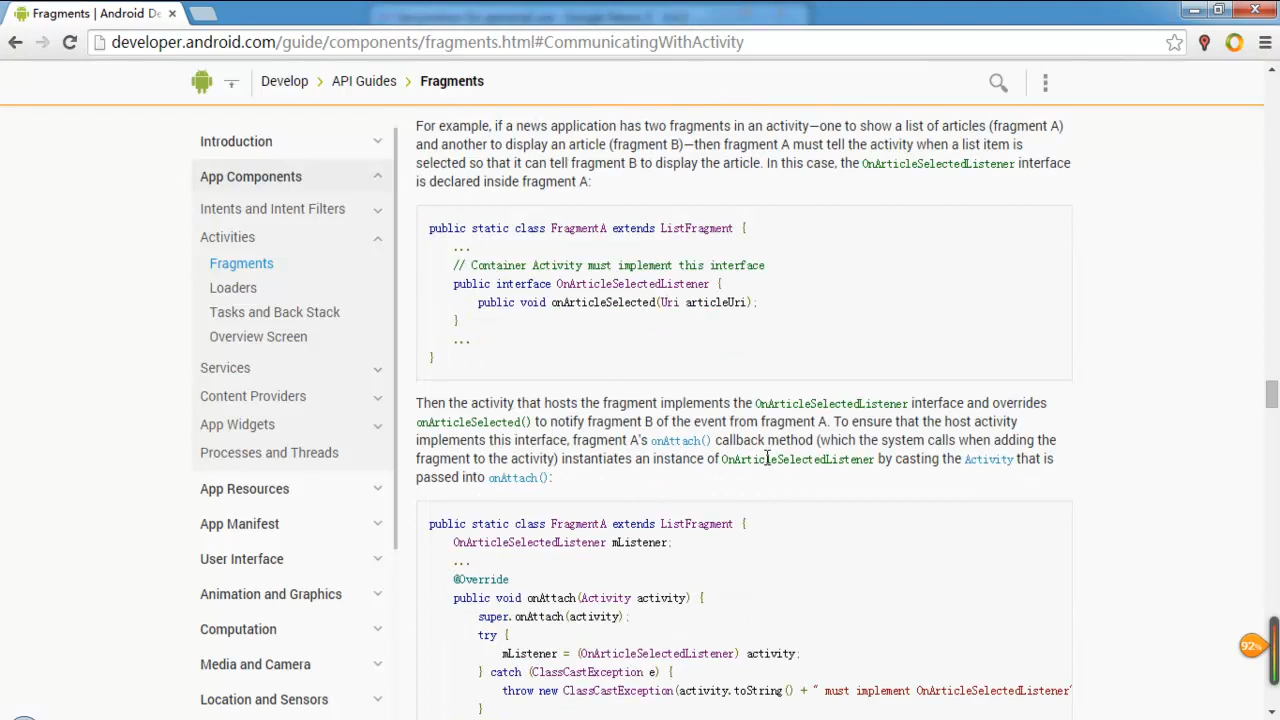 Fragments | Android De
developer.android.com/guide/components/fragments.html#CommunicatingWithActivity
Develop > API Guides > Fragments
Introduction
App Components
Intents and Intent Filters
Activities
Fragments
Loaders
Tasks and Back Stack
Overview Screen
Services
Content Providers
App Widgets
Processes and Threads
App Resources
App Manifest
User Interface
Animation and Graphics
Computation
Media and Camera
Location and Sensors
For example, if a news application has two fragments in an activity—one to show a list of articles (fragment A)
and another to display an article (fragment B)—then fragment A must tell the activity when a list item is
selected so that it can tell fragment B to display the article. In this case, the OnArticleSelectedListener interface
is declared inside fragment A:
public static class FragmentA extends ListFragment {
...
// Container Activity must implement this interface
public interface OnArticleSelectedListener {
public void onArticleSelected(Uri articleUri);
}
...
}
Then the activity that hosts the fragment implements the OnArticleSelectedListener interface and overrides
onArticleSelected() to notify fragment B of the event from fragment A. To ensure that the host activity
implements this interface, fragment A's onAttach() callback method (which the system calls when adding the
fragment to the activity) instantiates an instance of OnArticleSelectedListener by casting the Activity that is
passed into onAttach():
public static class FragmentA extends ListFragment {
OnArticleSelectedListener mListener;
...
@Override
public void onAttach(Activity activity) {
super.onAttach(activity);
try {
mListener = (OnArticleSelectedListener) activity;
} catch (ClassCastException e) {
throw new ClassCastException(activity.toString() + " must implement OnArticleSelectedListener"
}
92%